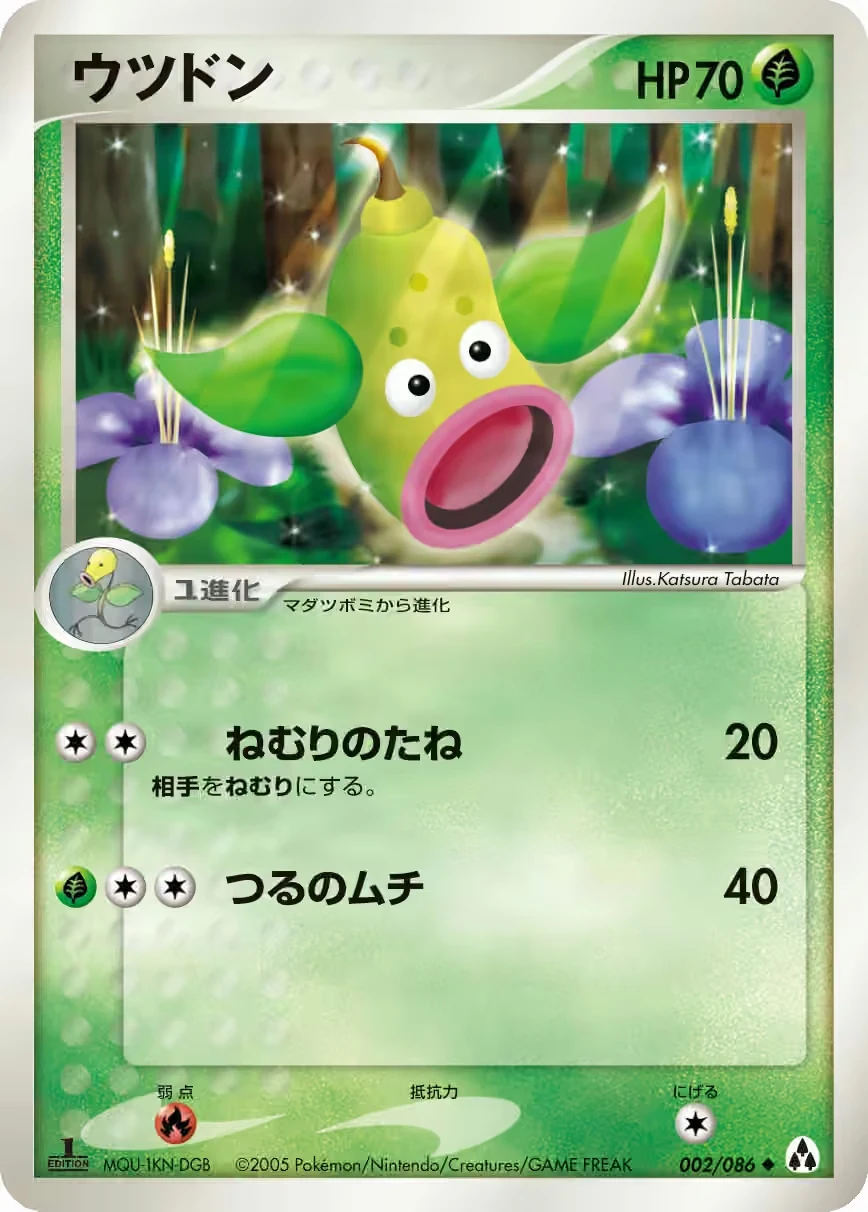 ウツドン HP70
Illus.Katsura Tabata
1進化
マダツボミから進化
ねむりのたね 20
相手をねむりにする。
つるのムチ 40
弱点 抵抗力 にげる
1 EDITION MQU-1KN-DGB ©2005 Pokémon/Nintendo/Creatures/GAME FREAK 002/086 ◆